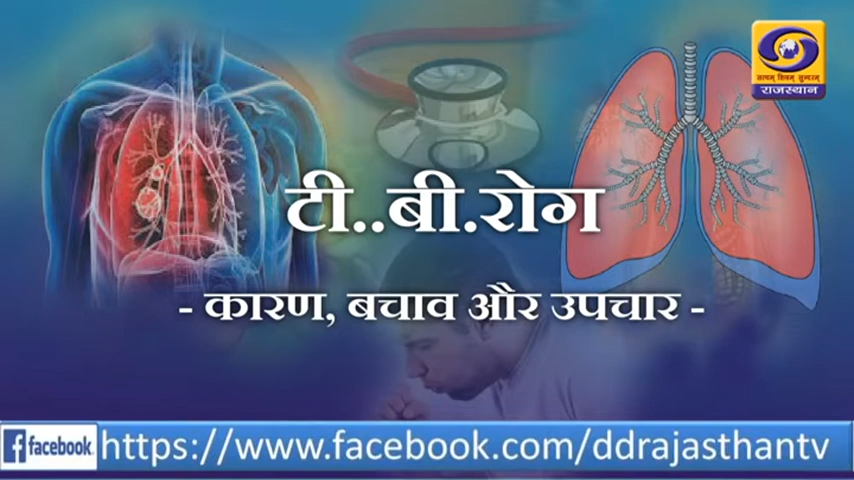 सत्यम् शिवम् सुन्दरम्
राजस्थान
टी..बी.रोग
- कारण, बचाव और उपचार -
f facebook https://www.facebook.com/ddrajasthantv